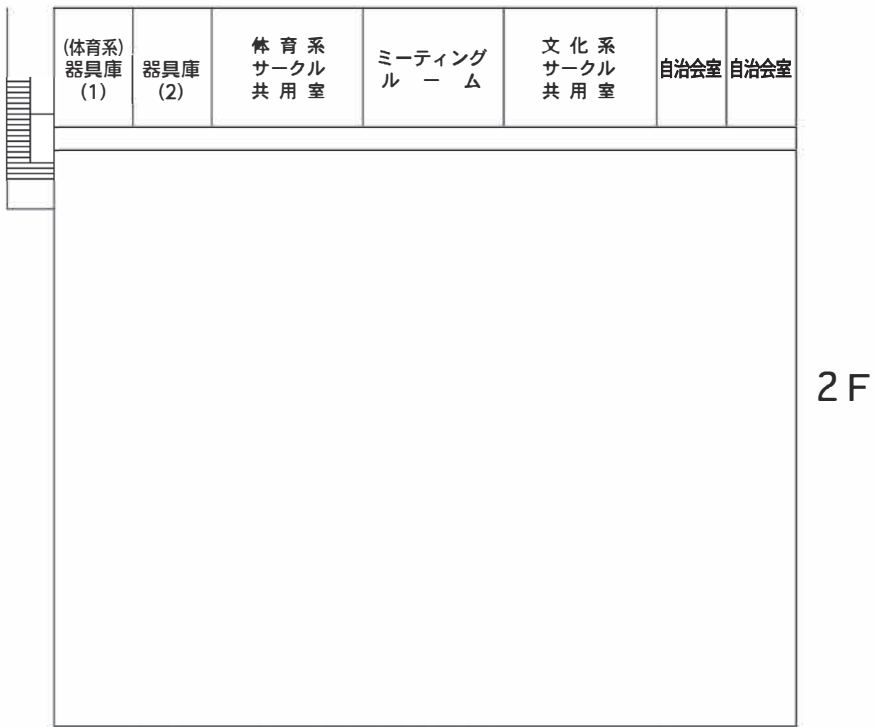 (体育系)
器具庫
(1)
器具庫
(2)
体育系
サークル
共用室
ミーティング
ルーム
文化系
サークル
共用室
自治会室
自治会室
2F